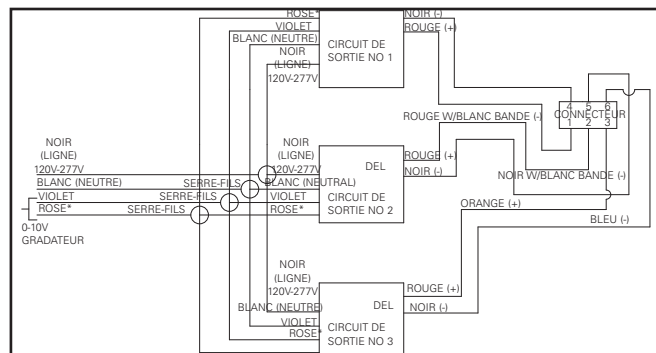 ROSE*
VIOLET
BLANC (NEUTRE)
NOIR
(LIGNE)
120V-277V
CIRCUIT DE
SORTIE NO 1
NOIR (-)
ROUGE (+)
4 5 6
CONNECTEUR
1 2 3
ROUGE W/BLANC BANDE (-)
NOIR W/BLANC BANDE (-)
NOIR
(LIGNE)
120V-277V
BLANC (NEUTRE)
VIOLET
ROSE*
0-10V
GRADATEUR
SERRE-FILS
SERRE-FILS
SERRE-FILS
NOIR
(LIGNE)
120V-277V
BLANC (NEUTRAL)
VIOLET
ROSE*
DEL
CIRCUIT DE
SORTIE NO 2
ROUGE (+)
NOIR (-)
ORANGE (+)
BLEU (-)
NOIR
(LIGNE)
120V-277V
BLANC (NEUTRE)
VIOLET
ROSE*
DEL
CIRCUIT DE
SORTIE NO 3
ROUGE (+)
NOIR (-)